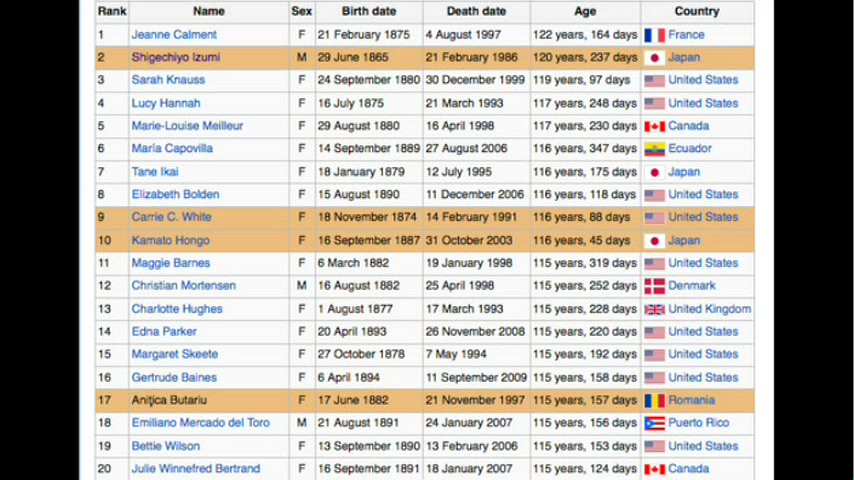 Rank Name Sex Birth date Death date Age Country
1 Jeanne Calment F 21 February 1875 4 August 1997 122 years, 164 days France
2 Shigechiyo Izumi M 29 June 1865 21 February 1986 120 years, 237 days Japan
3 Sarah Knauss F 24 September 1880 30 December 1999 119 years, 97 days United States
4 Lucy Hannah F 16 July 1875 21 March 1993 117 years, 248 days United States
5 Marie-Louise Meilleur F 29 August 1880 16 April 1998 117 years, 230 days Canada
6 María Capovilla F 14 September 1889 27 August 2006 116 years, 347 days Ecuador
7 Tane Ikai F 18 January 1879 12 July 1995 116 years, 175 days Japan
8 Elizabeth Bolden F 15 August 1890 11 December 2006 116 years, 118 days United States
9 Carrie C. White F 18 November 1874 14 February 1991 116 years, 88 days United States
10 Kamato Hongo F 16 September 1887 31 October 2003 116 years, 45 days Japan
11 Maggie Barnes F 6 March 1882 19 January 1998 115 years, 319 days United States
12 Christian Mortensen M 16 August 1882 25 April 1998 115 years, 252 days Denmark
13 Charlotte Hughes F 1 August 1877 17 March 1993 115 years, 228 days United Kingdom
14 Edna Parker F 20 April 1893 26 November 2008 115 years, 220 days United States
15 Margaret Skeete F 27 October 1878 7 May 1994 115 years, 192 days United States
16 Gertrude Baines F 6 April 1894 11 September 2009 115 years, 158 days United States
17 Anițica Butariu F 17 June 1882 21 November 1997 115 years, 157 days Romania
18 Emiliano Mercado del Toro M 21 August 1891 24 January 2007 115 years, 156 days Puerto Rico
19 Bettie Wilson F 13 September 1890 13 February 2006 115 years, 153 days United States
20 Julie Winnefred Bertrand F 16 September 1891 18 January 2007 115 years, 124 days Canada